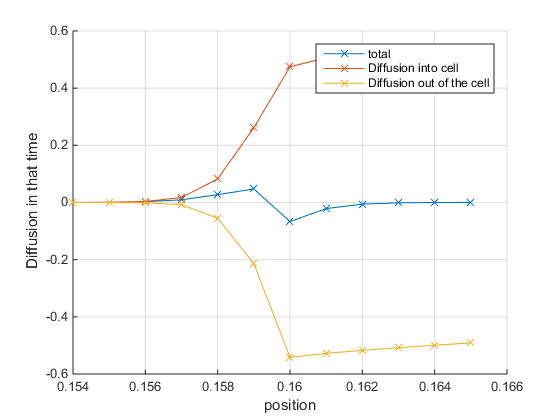 0.6
total
Diffusion into cell
Diffusion out of the cell
0.4
0.2
0
-0.2
-0.4
-0.6
Diffusion in that time
0.154 0.156 0.158 0.16 0.162 0.164 0.166
position